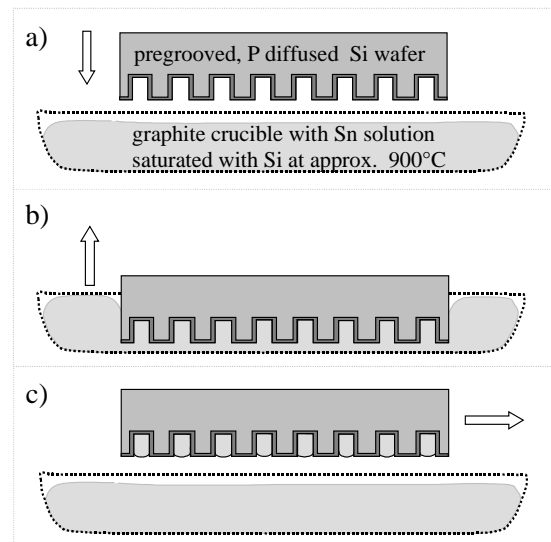 a)
pregrooved, P diffused Si wafer
graphite crucible with Sn solution
saturated with Si at approx. 900°C
b)
c)